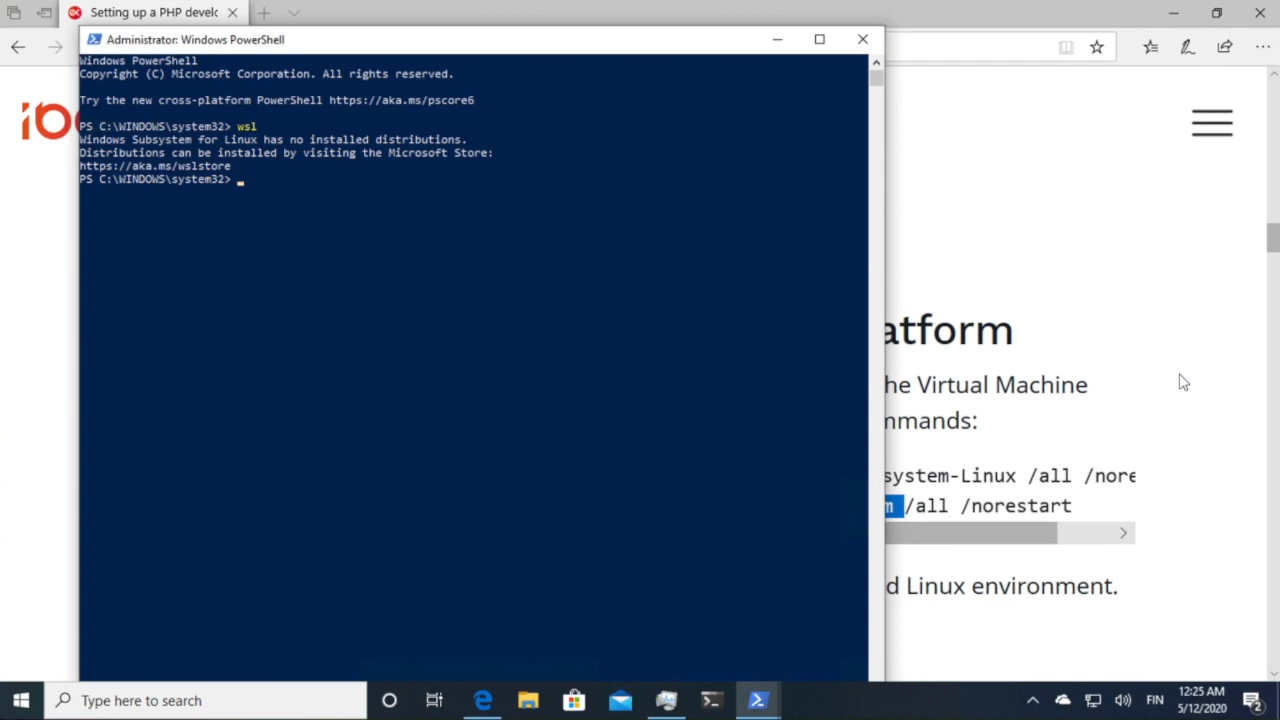 Setting up a PHP develc
Administrator: Windows PowerShell
Windows PowerShell
Copyright (C) Microsoft Corporation. All rights reserved.
Try the new cross-platform PowerShell https://aka.ms/pscore6
PS C:\WINDOWS\system32> wsl
Windows Subsystem for Linux has no installed distributions.
Distributions can be installed by visiting the Microsoft Store:
https://aka.ms/wslstore
PS C:\WINDOWS\system32>
atform
he Virtual Machine
mmands:
system-Linux /all /nore
m /all /norestart
d Linux environment.
Type here to search
FIN
12:25 AM
5/12/2020
2